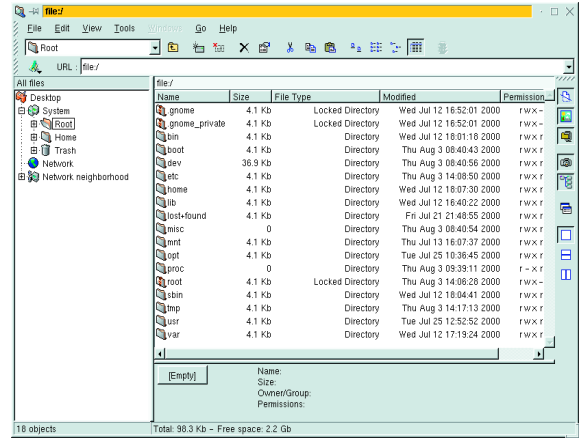 file:/
File Edit View Tools Windows Go Help
Root
URL : file:/
All files
Desktop
System
Root
Home
Trash
Network
Network neighborhood
file:/
Name Size File Type Modified Permission
.gnome 4.1 Kb Locked Directory Wed Jul 12 16:52:01 2000 rwx-
.gnome_private 4.1 Kb Locked Directory Wed Jul 12 16:52:01 2000 rwx-
bin 4.1 Kb Directory Wed Jul 12 18:01:18 2000 rwxr
boot 4.1 Kb Directory Thu Aug 3 08:40:43 2000 rwxr
dev 36.9 Kb Directory Thu Aug 3 08:40:56 2000 rwxr
etc 4.1 Kb Directory Thu Aug 3 14:08:50 2000 rwxr
home 4.1 Kb Directory Wed Jul 12 18:07:30 2000 rwxr
lib 4.1 Kb Directory Wed Jul 12 16:40:22 2000 rwxr
lost+found 4.1 Kb Directory Fri Jul 21 21:48:55 2000 rwxr
misc 0 Directory Thu Aug 3 08:40:54 2000 rwxr
mnt 4.1 Kb Directory Thu Jul 13 16:07:37 2000 rwxr
opt 4.1 Kb Directory Tue Jul 25 10:36:45 2000 rwxr
proc 0 Directory Thu Aug 3 09:39:11 2000 r-xr
root 4.1 Kb Locked Directory Thu Aug 3 14:06:28 2000 rwx-
sbin 4.1 Kb Directory Wed Jul 12 18:04:41 2000 rwxr
tmp 4.1 Kb Directory Thu Aug 3 14:17:13 2000 rwxr
usr 4.1 Kb Directory Tue Jul 25 12:52:52 2000 rwxr
var 4.1 Kb Directory Wed Jul 12 17:19:24 2000 rwxr
[Empty]
Name:
Size:
Owner/Group:
Permissions:
18 objects
Total: 98.3 Kb - Free space: 2.2 Gb